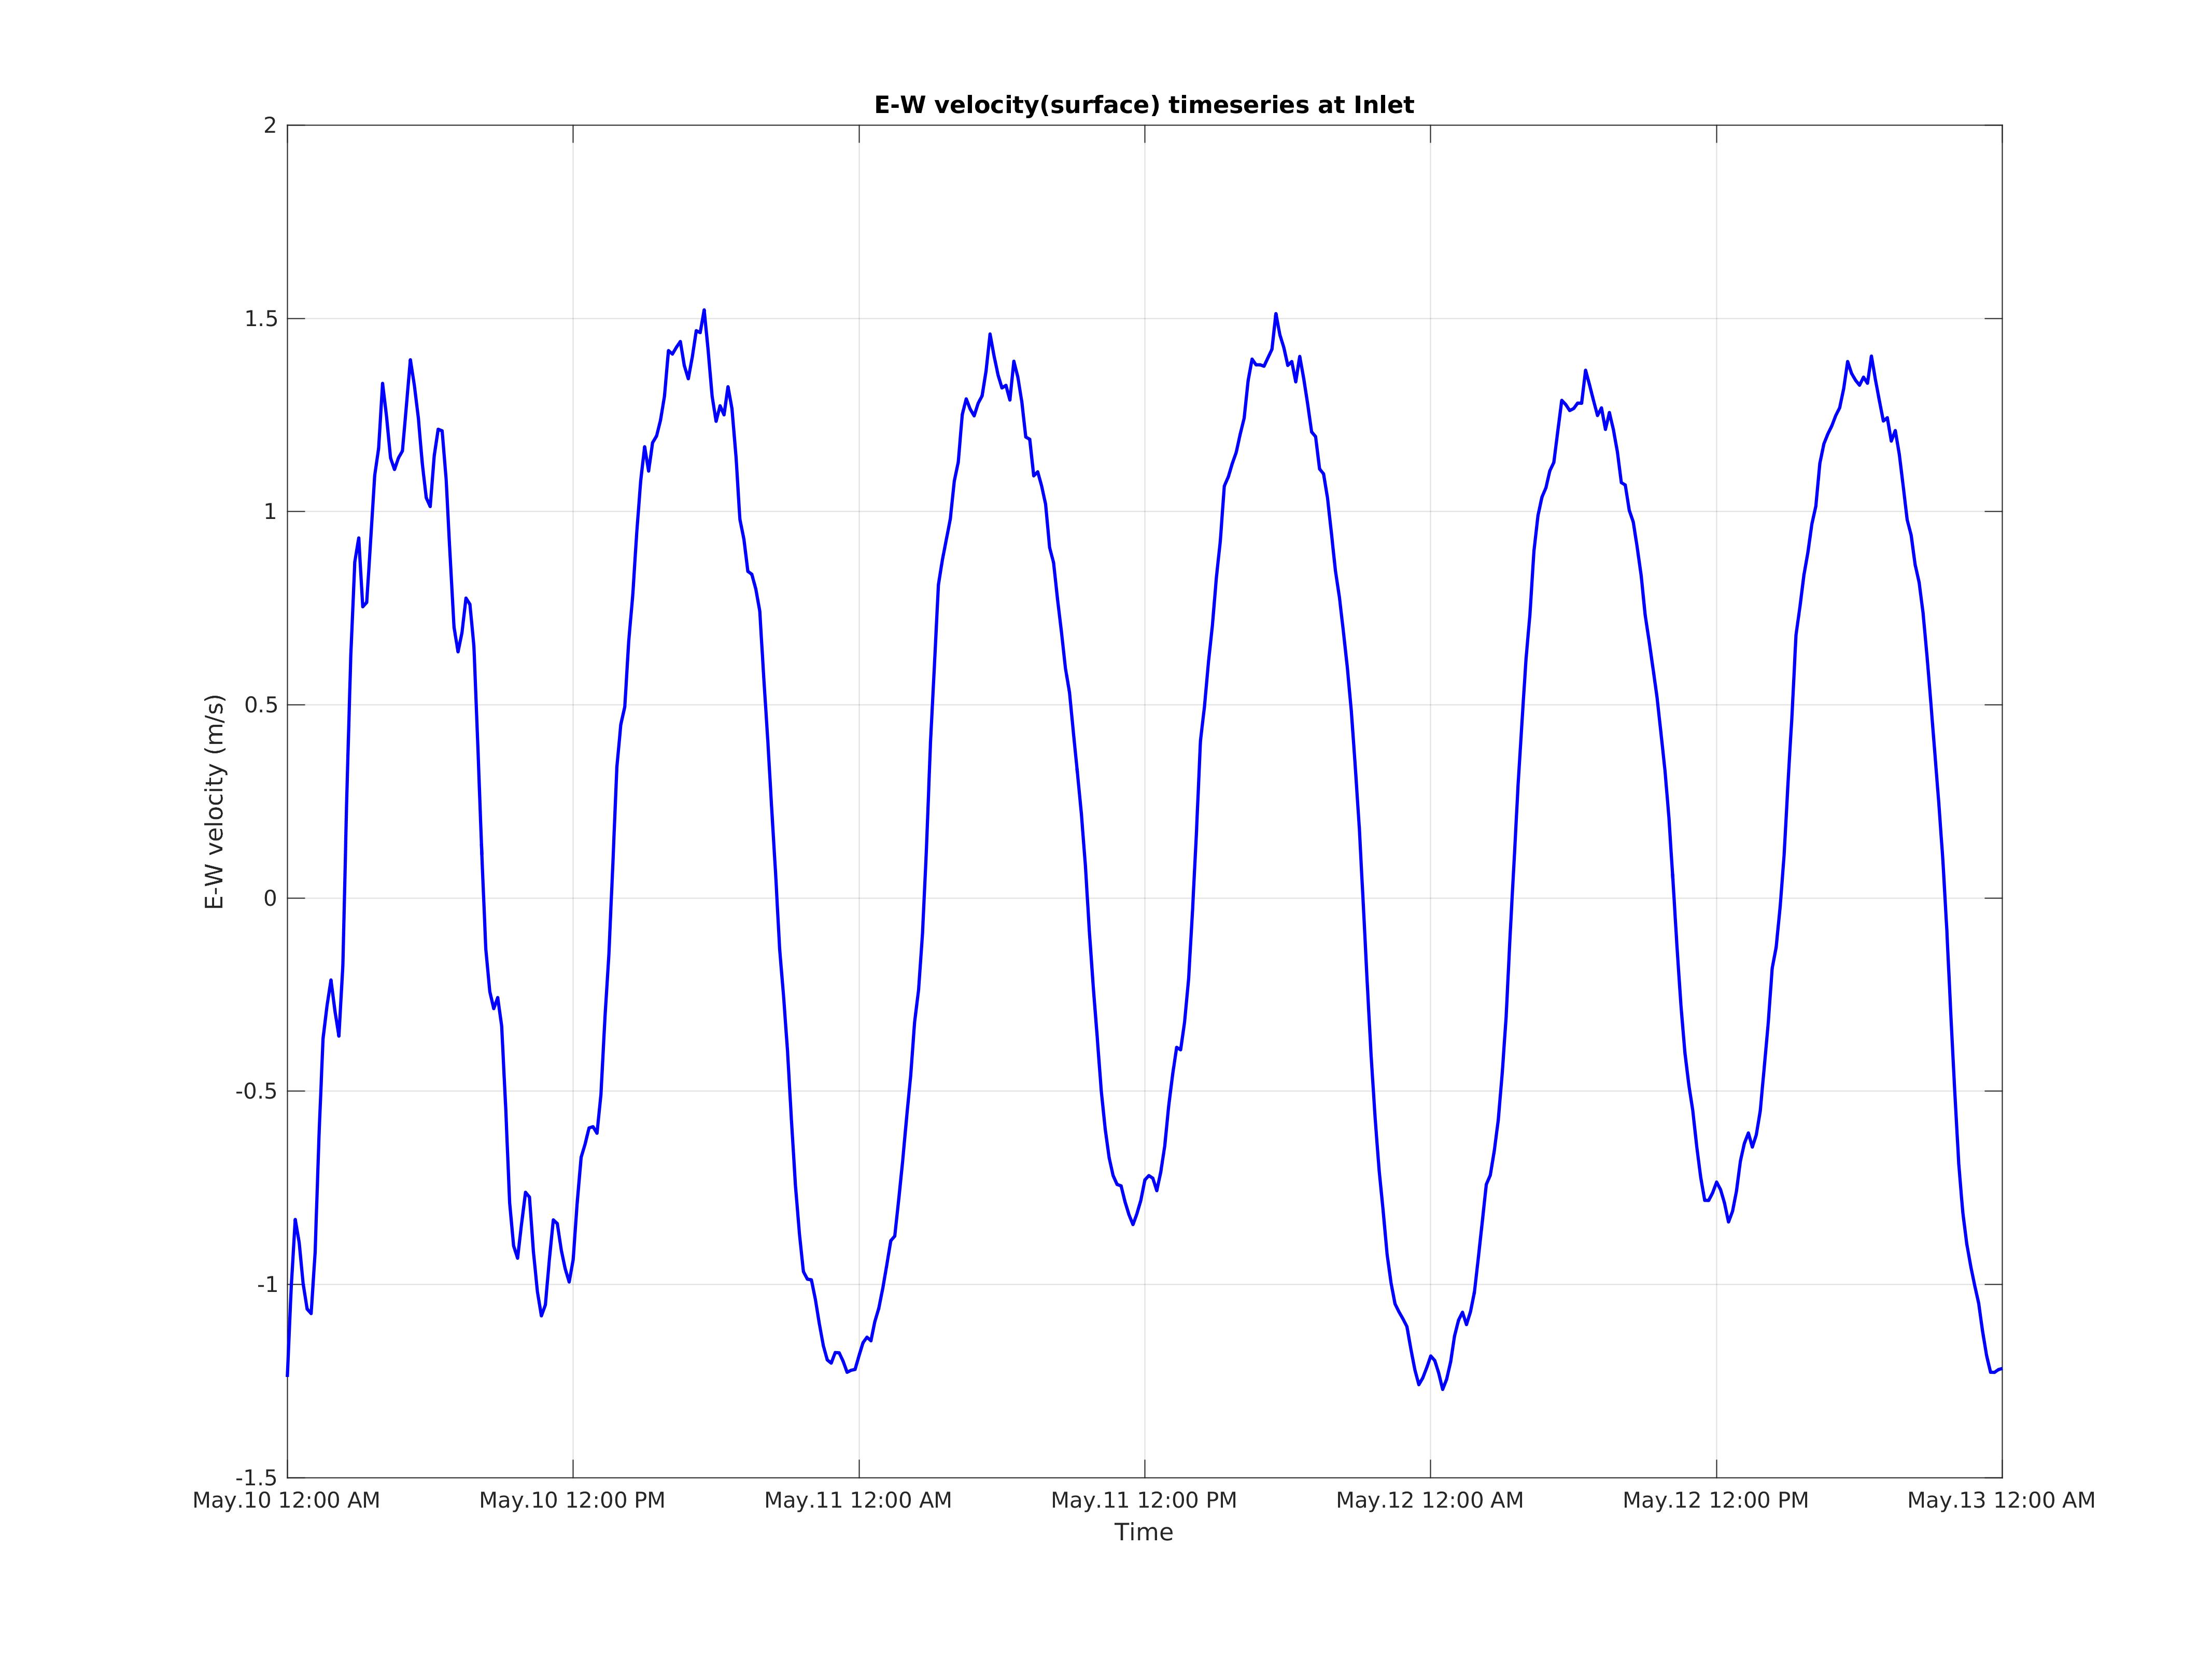 E-W velocity(surface) timeseries at Inlet
2
1.5
1
0.5
0
-0.5
-1
-1.5
E-W velocity (m/s)
May.10 12:00 AM May.10 12:00 PM May.11 12:00 AM May.11 12:00 PM May.12 12:00 AM May.12 12:00 PM May.13 12:00 AM
Time